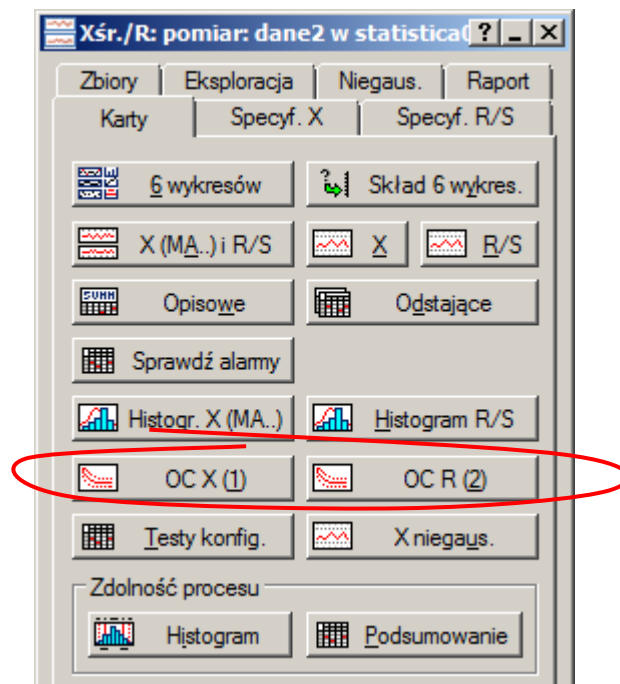 Xśr./R: pomiar: dane2 w statistica(
Zbiory Eksploracja Niegaus. Raport
Karty Specyf. X Specyf. R/S
6 wykresów Skład 6 wykres.
X (MA..) i R/S X R/S
SUMM Opisowe Odstające
Sprawdź alarmy
Histogr. X (MA..) Histogram R/S
OC X (1) OC R (2)
Testy konfig. X niegaus.
Zdolność procesu
Histogram Podsumowanie